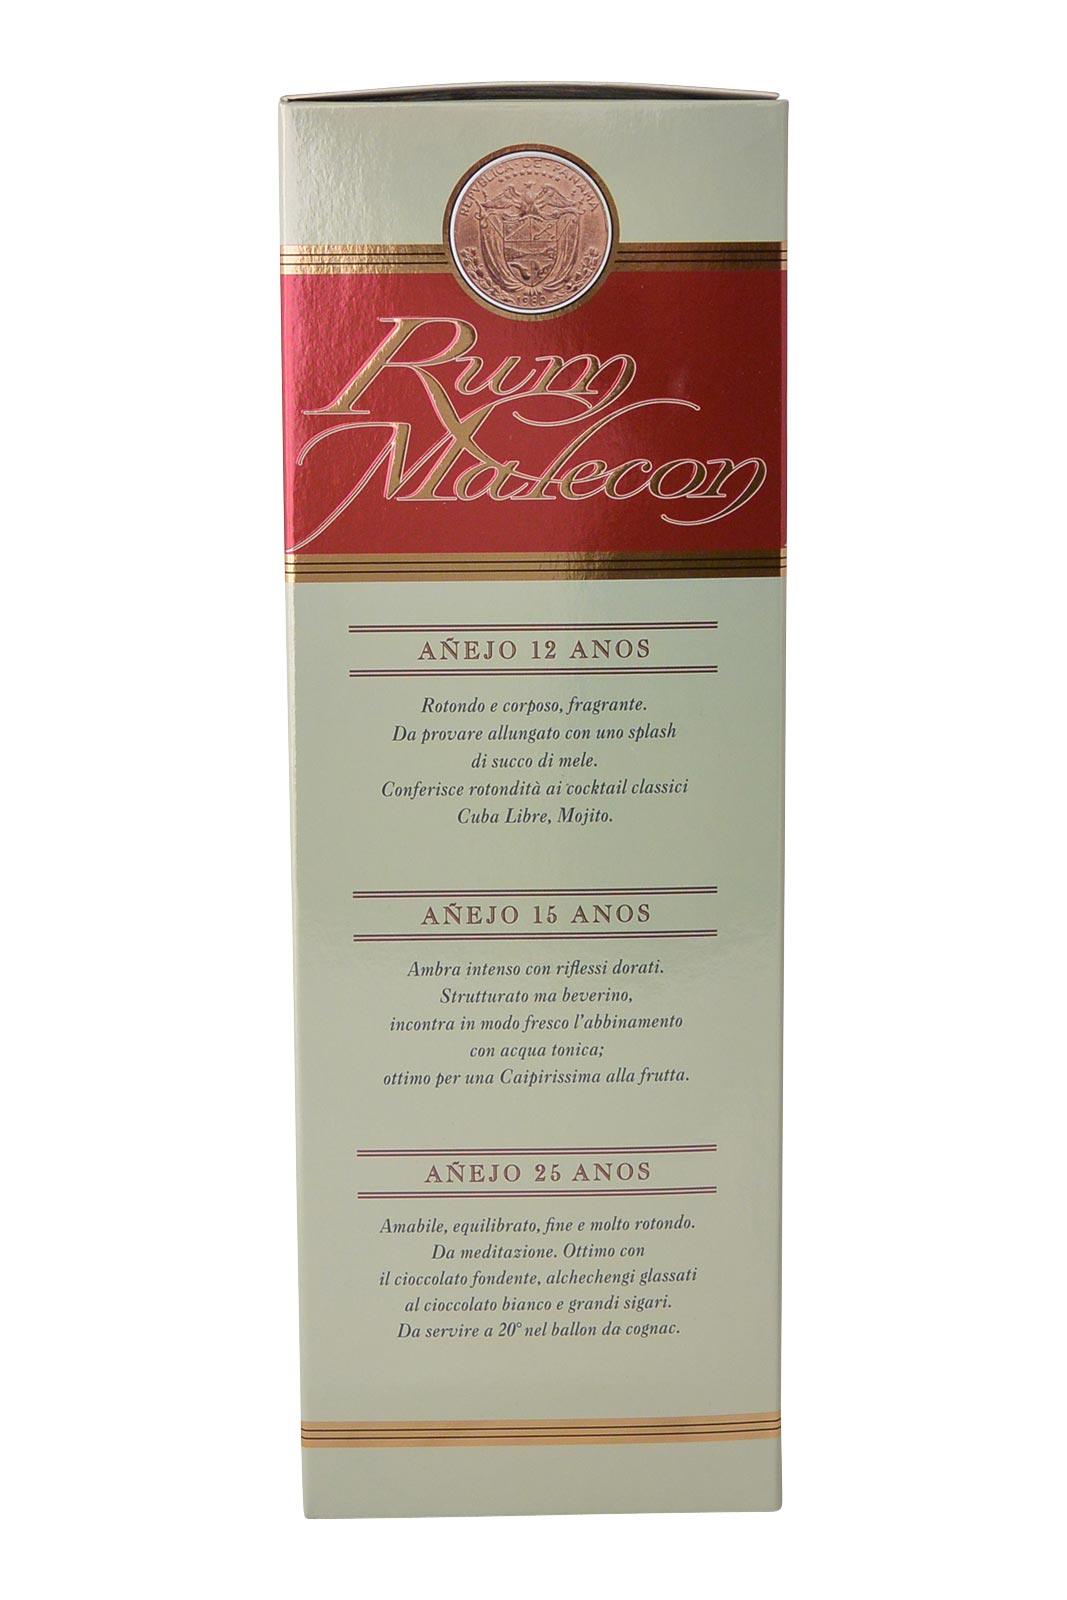 REPVBLICA·DE·PANAMA
1980
Rum
Malecon
AÑEJO 12 ANOS
Rotondo e corposo, fragrante.
Da provare allungato con uno splash
di succo di mele.
Conferisce rotondità ai cocktail classici
Cuba Libre, Mojito.
AÑEJO 15 ANOS
Ambra intenso con riflessi dorati.
Strutturato ma beverino,
incontra in modo fresco l'abbinamento
con acqua tonica;
ottimo per una Caipirissima alla frutta.
AÑEJO 25 ANOS
Amabile, equilibrato, fine e molto rotondo.
Da meditazione. Ottimo con
il cioccolato fondente, alchechengi glassati
al cioccolato bianco e grandi sigari.
Da servire a 20° nel ballon da cognac.